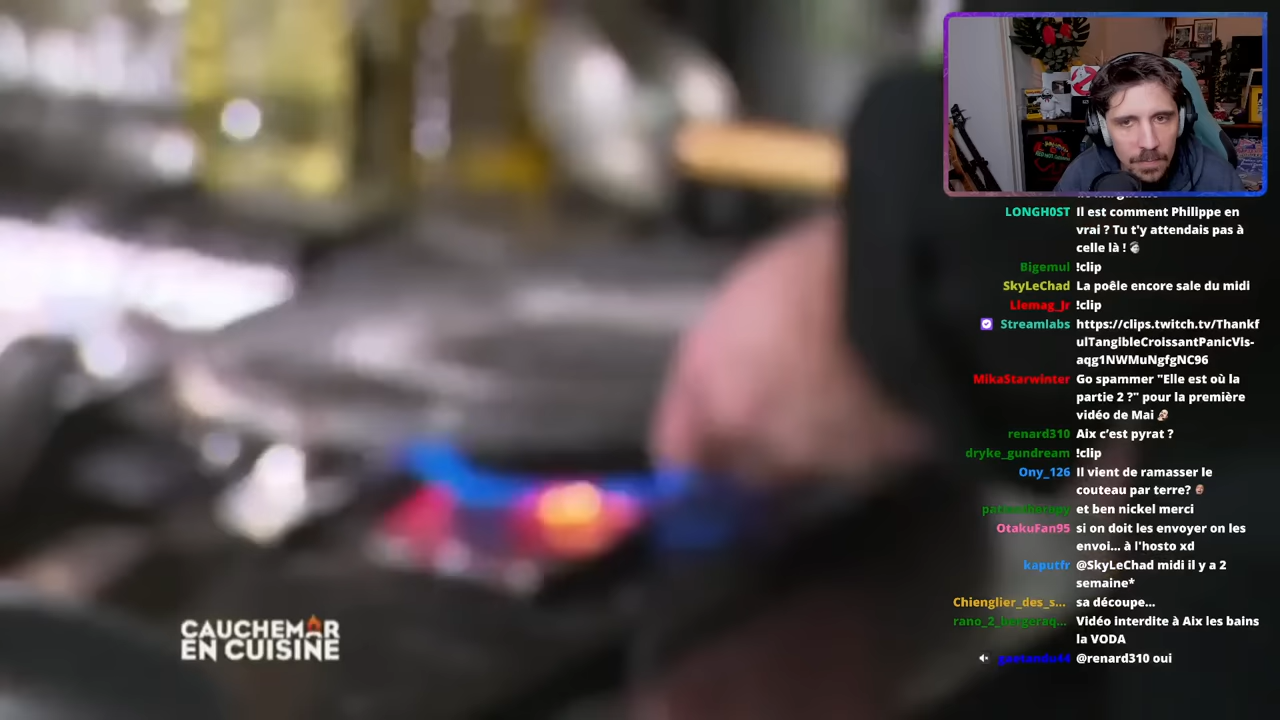 LONGH0ST Il est comment Philippe en
vrai ? Tu t'y attendais pas à
celle là !
Bigemul !clip
SkyLeChad La poêle encore sale du midi
Llemag_Jr !clip
Streamlabs https://clips.twitch.tv/Thankf
ulTangibleCroissantPanicVis-
aqg1NWMuNgfgNC96
MikaStarwinter Go spammer "Elle est où la
partie 2 ?" pour la première
vidéo de Mai
renard310 Aix c'est pyrat ?
dryke_gundream !clip
Ony_126 Il vient de ramasser le
couteau par terre?
et ben nickel merci
OtakuFan95 si on doit les envoyer on les
envoi... à l'hosto xd
kaputfr @SkyLeChad midi il y a 2
semaine*
Chienglier_des_s... sa découpe...
Vidéo interdite à Aix les bains
la VODA
@renard310 oui
CAUCHEMAR
EN CUISINE